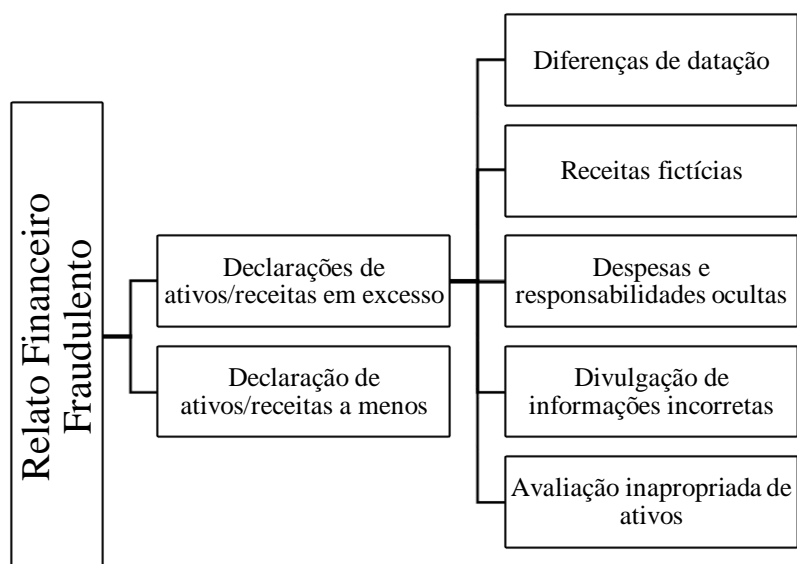 Relato Financeiro
Fraudulento
Declarações de
ativos/receitas em excesso
Declaração de
ativos/receitas a menos
Diferenças de datação
Receitas fictícias
Despesas e
responsabilidades ocultas
Divulgação de
informações incorretas
Avaliação inapropriada de
ativos